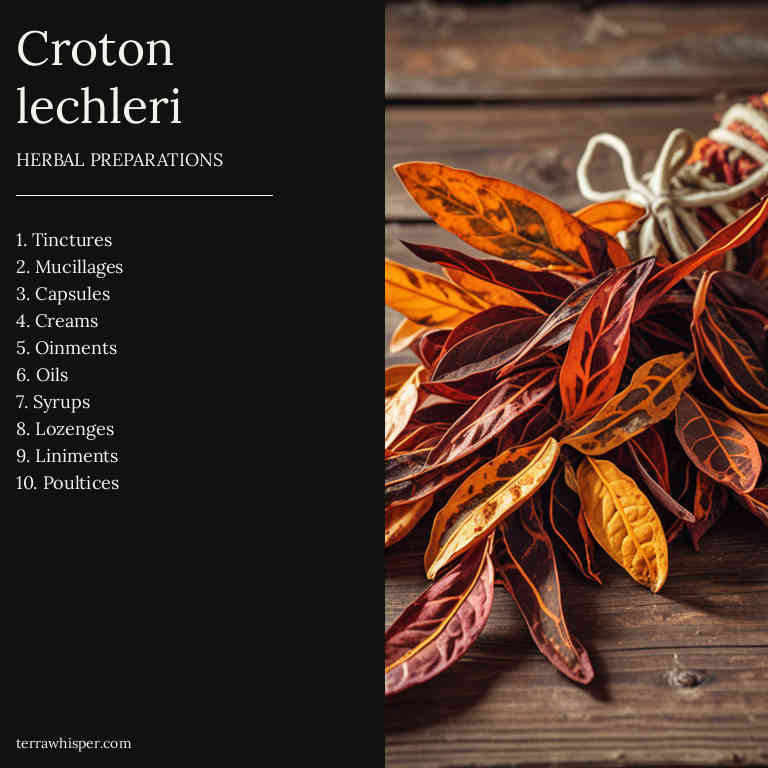 Croton
lechleri
HERBAL PREPARATIONS
1. Tinctures
2. Mucillages
3. Capsules
4. Creams
5. Oinments
6. Oils
7. Syrups
8. Lozenges
9. Liniments
10. Poultices
terrawhisper.com